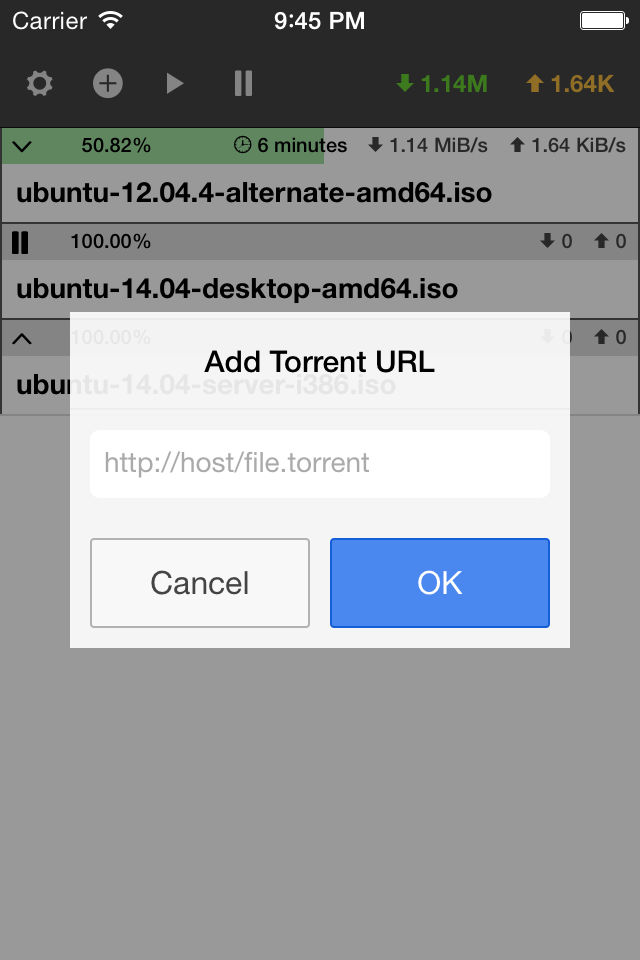 Carrier 9:45 PM
1.14M 1.64K
50.82% 6 minutes 1.14 MiB/s 1.64 KiB/s
ubuntu-12.04.4-alternate-amd64.iso
100.00% 0 0
ubuntu-14.04-desktop-amd64.iso
100.00% 0 0
ubuntu-14.04-server-i386.iso
Add Torrent URL
http://host/file.torrent
Cancel OK